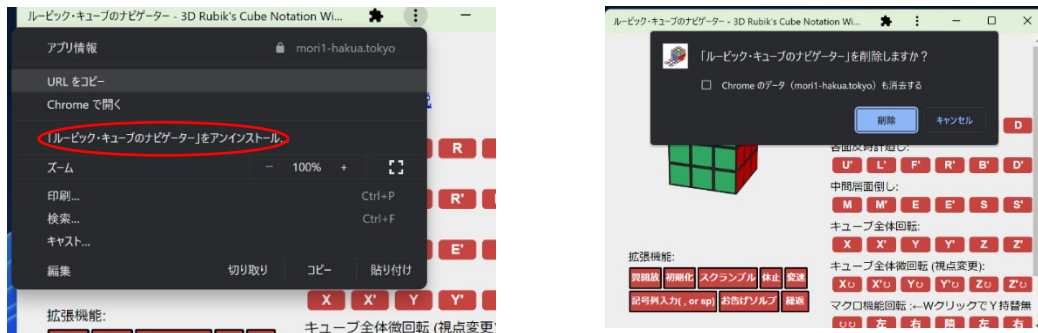 ルービック・キューブのナビゲーター - 3D Rubik's Cube Notation Wi...
アプリ情報 mori1-hakua.tokyo
URL をコピー
Chrome で開く
「ルービック・キューブのナビゲーター」をアンインストール...
ズーム − 100% +
印刷... Ctrl+P
検索... Ctrl+F
キャスト...
編集 切り取り コピー 貼り付け
R
R'
E'
X X' Y Y'
拡張機能:
キューブ全体微回転 (視点変更
ルービック・キューブのナビゲーター - 3D Rubik's Cube Notation Wi...
「ルービック・キューブのナビゲーター」を削除しますか？
Chrome のデータ（mori1-hakua.tokyo）も消去する
削除 キャンセル
D
各面反時計廻し:
U' L' F' R' B' D'
中間層面倒し:
M M' E E' S S'
キューブ全体回転:
X X' Y Y' Z Z'
拡張機能:
キューブ全体微回転 (視点変更):
初期化 スクランブル 休止 変速
X↻ X'↻ Y↻ Y'↻ Z↻ Z'↻
記号列入力( , or sp) お告げソルブ
マクロ機能回転 :←WクリックでY持替無
左 右 隣 左 右